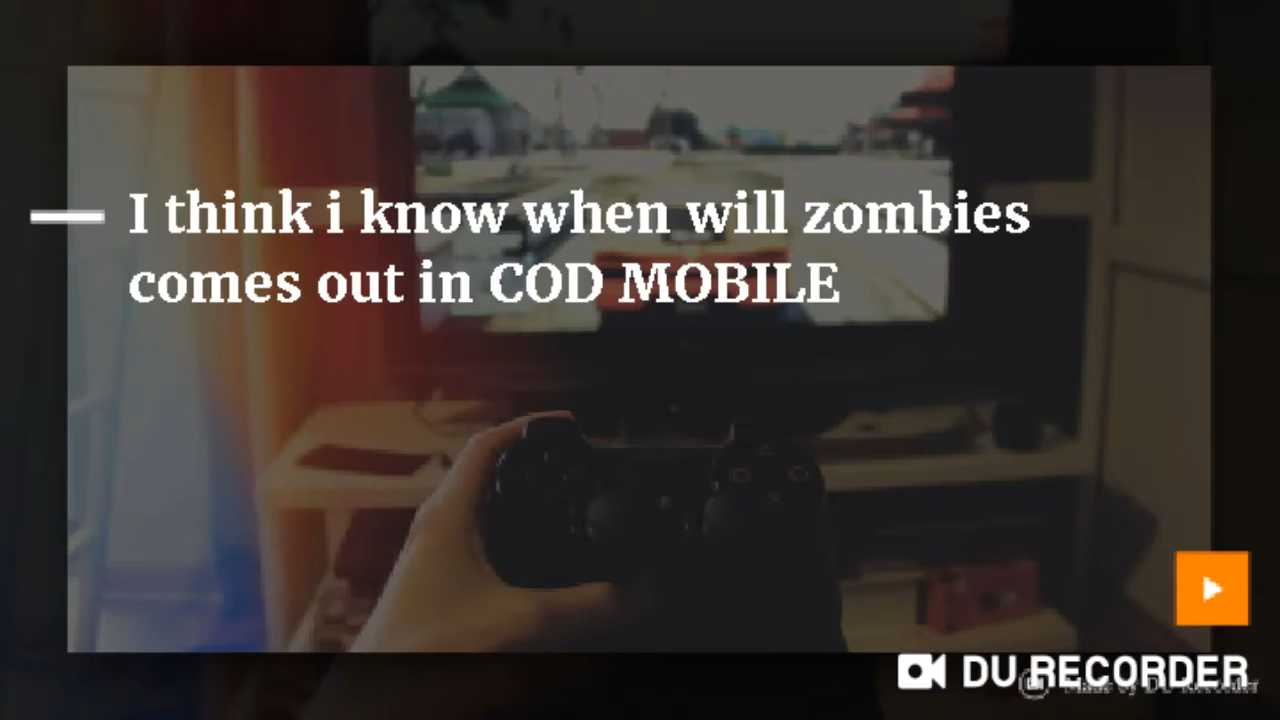 I think i know when will zombies
comes out in COD MOBILE
DU RECORDER